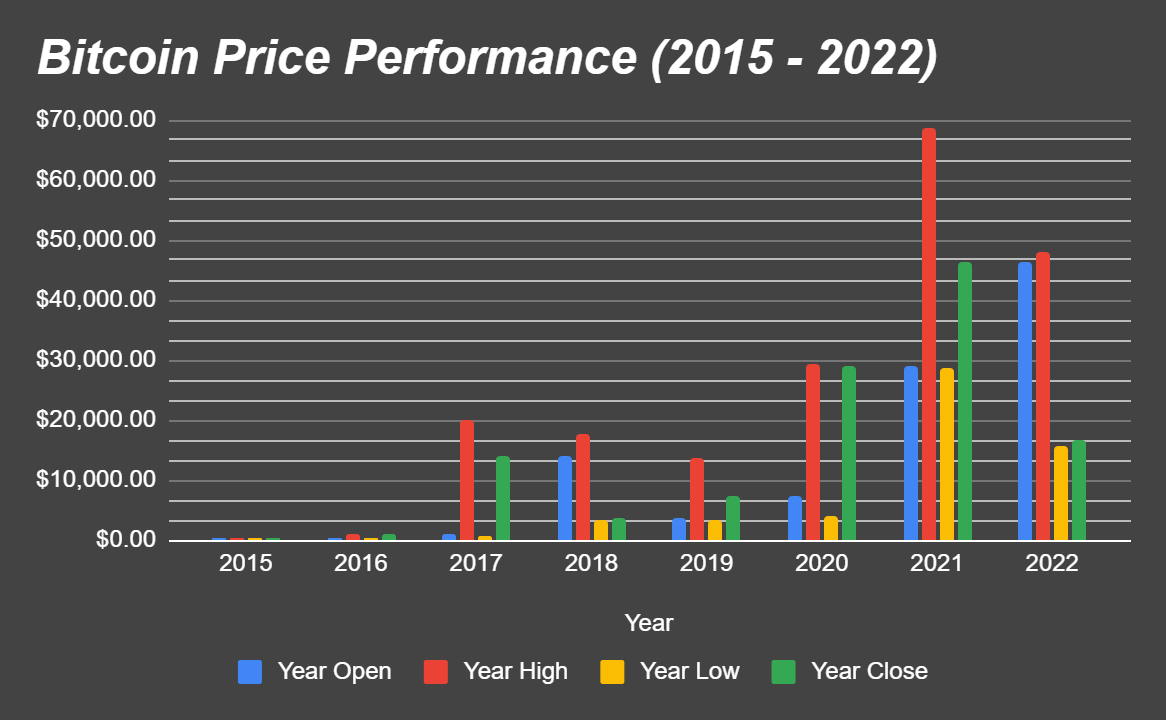 Bitcoin Price Performance (2015 - 2022)
$70,000.00
$60,000.00
$50,000.00
$40,000.00
$30,000.00
$20,000.00
$10,000.00
$0.00
2015 2016 2017 2018 2019 2020 2021 2022
Year
Year Open Year High Year Low Year Close